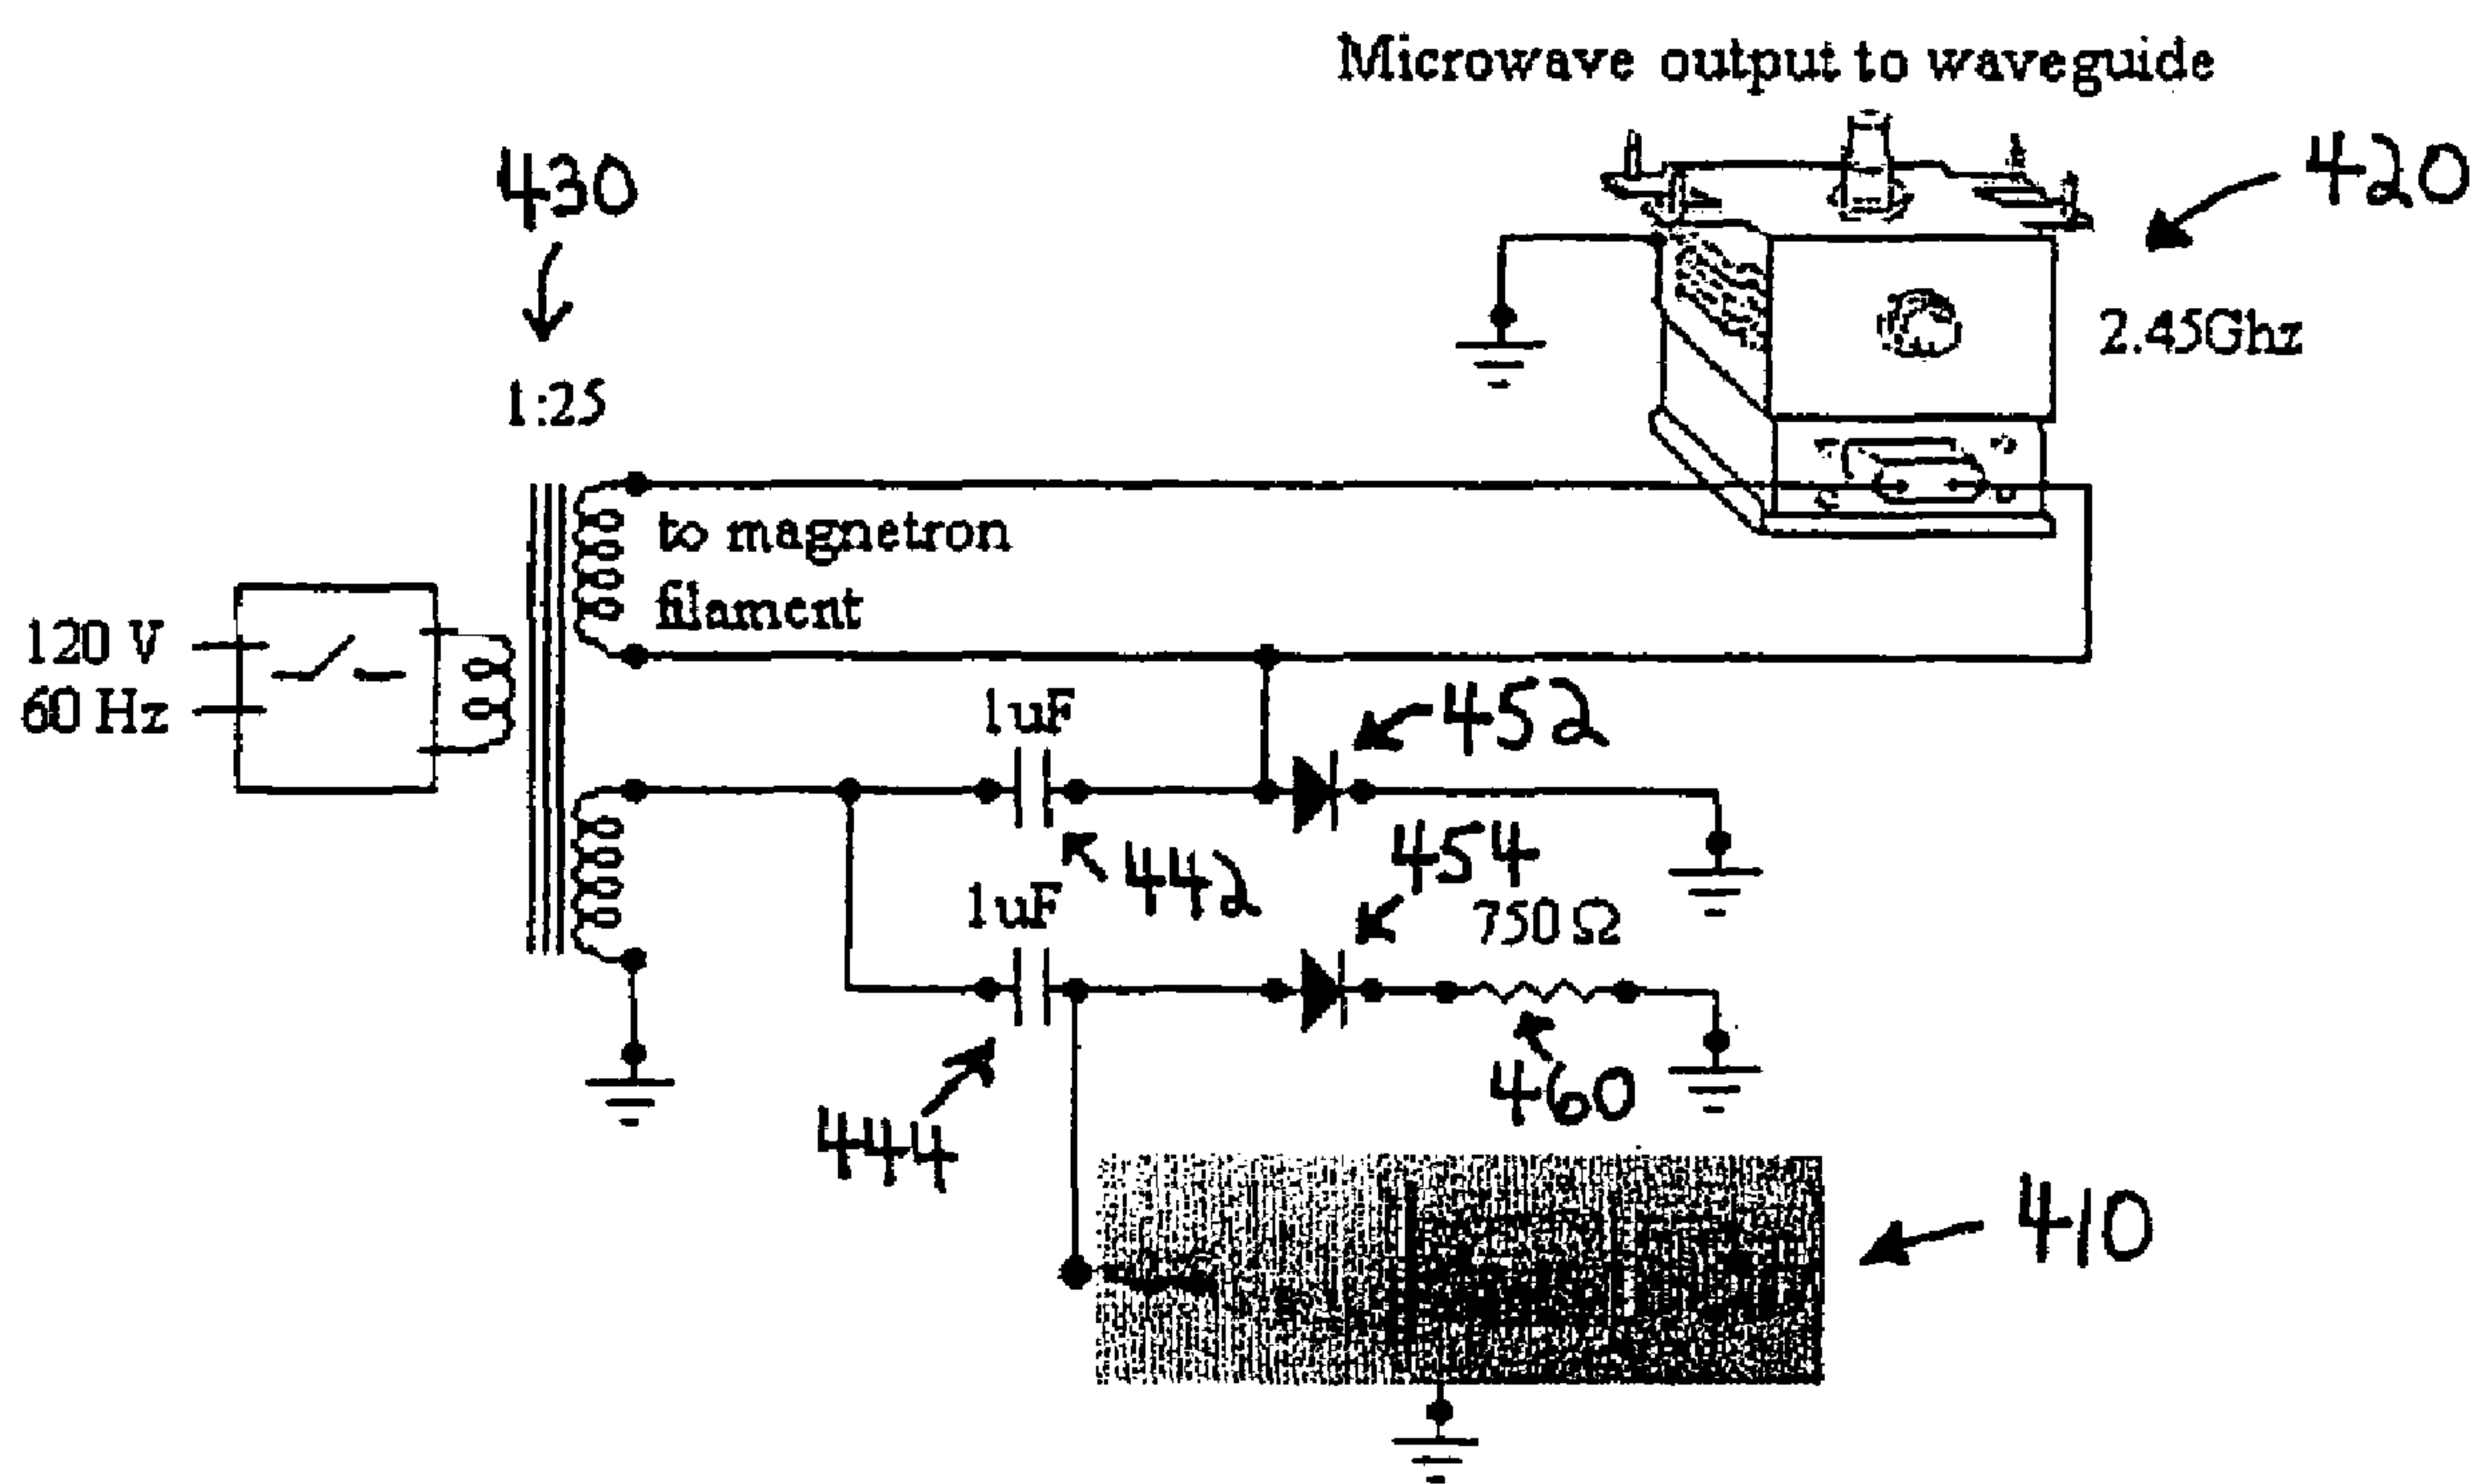 Microwave output to waveguide
430
420
2.45Ghz
1:25
to magnetron
filament
120 V
60 Hz
1uF
452
442
454
1uF
750 Ω
460
444
410